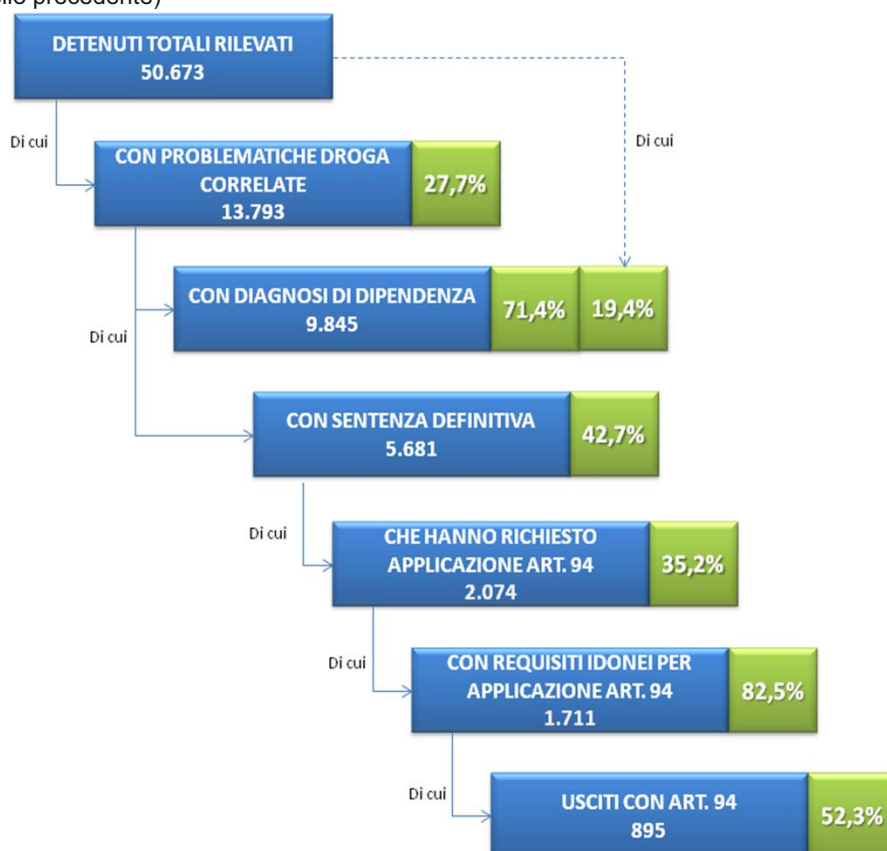 precedente)
DETENUTI TOTALI RILEVATI
50.673
Di cui
Di cui
CON PROBLEMATICHE DROGA
CORRELATE
13.793
27,7%
CON DIAGNOSI DI DIPENDENZA
9.845
71,4%
19,4%
Di cui
CON SENTENZA DEFINITIVA
5.681
42,7%
Di cui
CHE HANNO RICHIESTO
APPLICAZIONE ART. 94
2.074
35,2%
Di cui
CON REQUISITI IDONEI PER
APPLICAZIONE ART. 94
1.711
82,5%
Di cui
USCITI CON ART. 94
895
52,3%